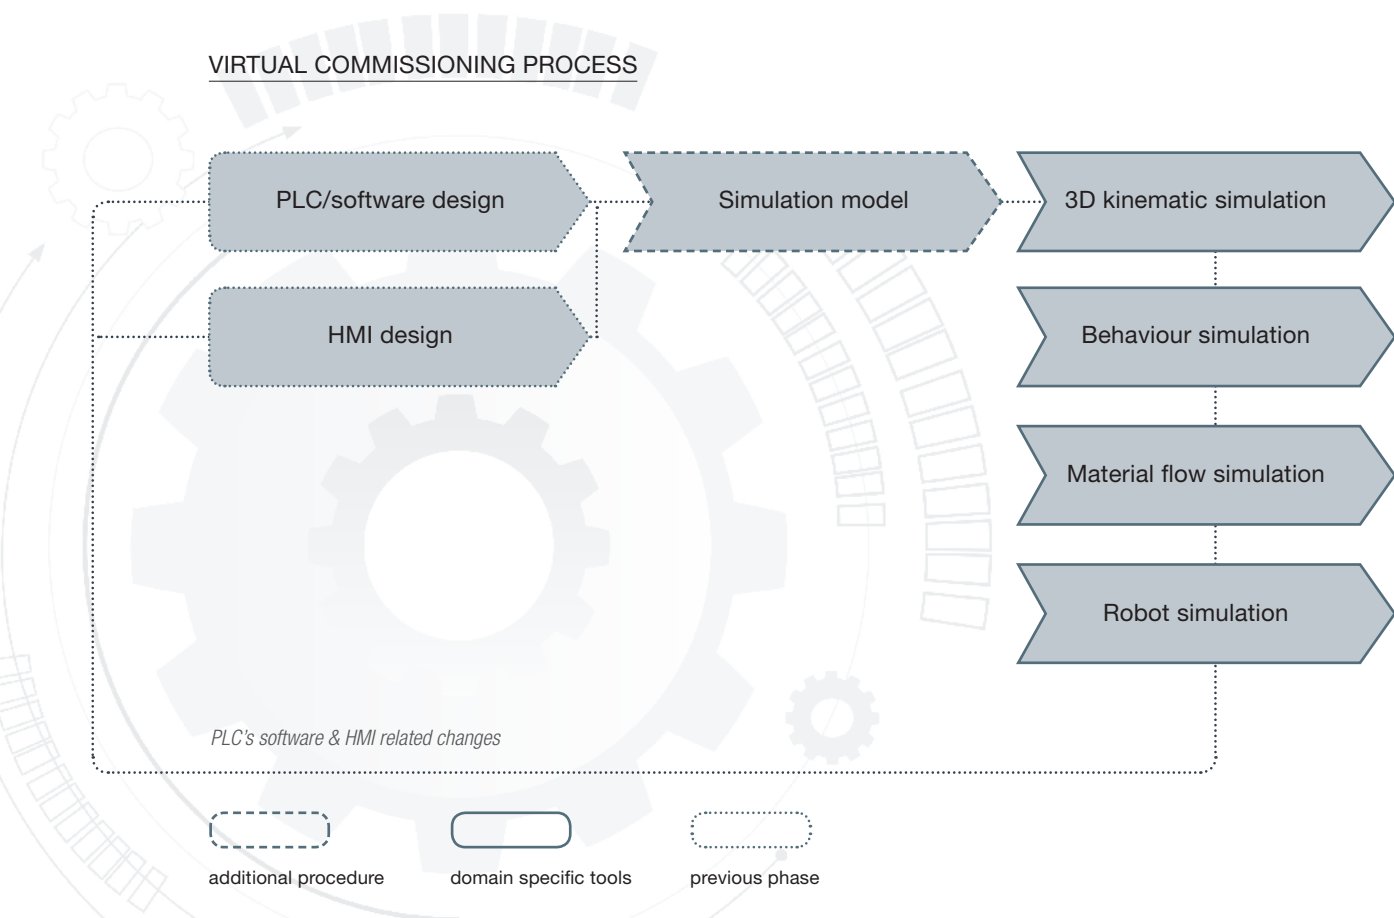 VIRTUAL COMMISSIONING PROCESS
PLC/software design
Simulation model
3D kinematic simulation
HMI design
Behaviour simulation
Material flow simulation
Robot simulation
PLC's software & HMI related changes
additional procedure
domain specific tools
previous phase